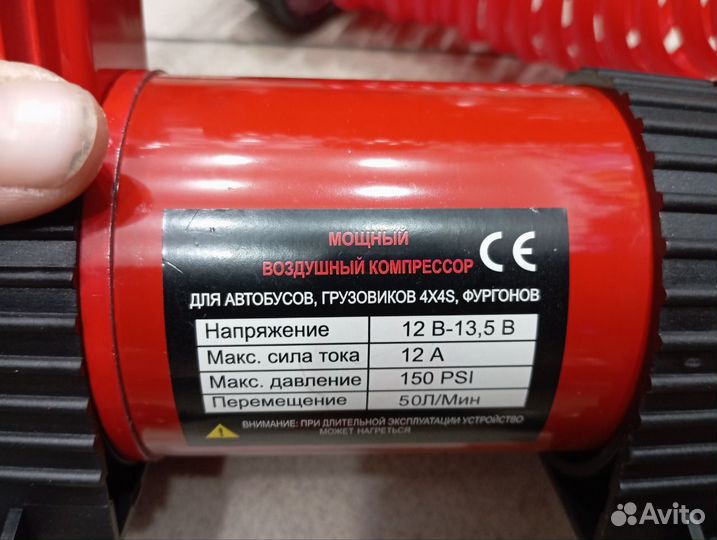 МОЩНЫЙ
ВОЗДУШНЫЙ КОМПРЕССОР
CE
ДЛЯ АВТОБУСОВ, ГРУЗОВИКОВ 4X4S, ФУРГОНОВ
Напряжение 12 В-13,5 В
Макс. сила тока 12 А
Макс. давление 150 PSI
Перемещение 50Л/Мин
ВНИМАНИЕ: ПРИ ДЛИТЕЛЬНОЙ ЭКСПЛУАТАЦИИ УСТРОЙСТВО
МОЖЕТ НАГРЕТЬСЯ
Avito